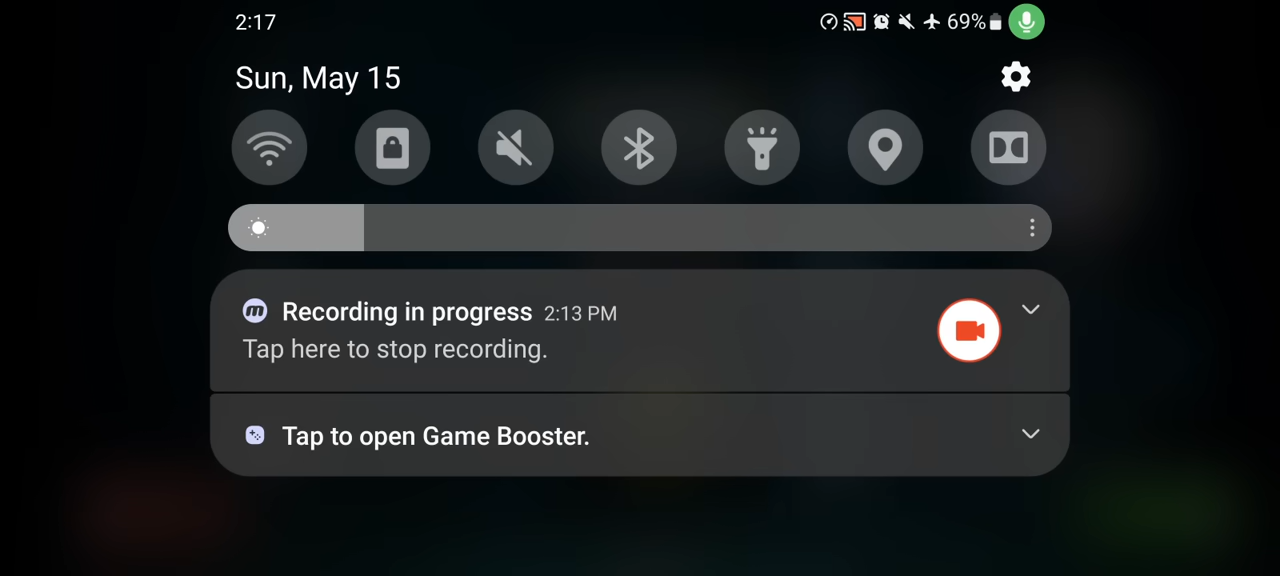 2:17
69%
Sun, May 15
Recording in progress 2:13 PM
Tap here to stop recording.
Tap to open Game Booster.